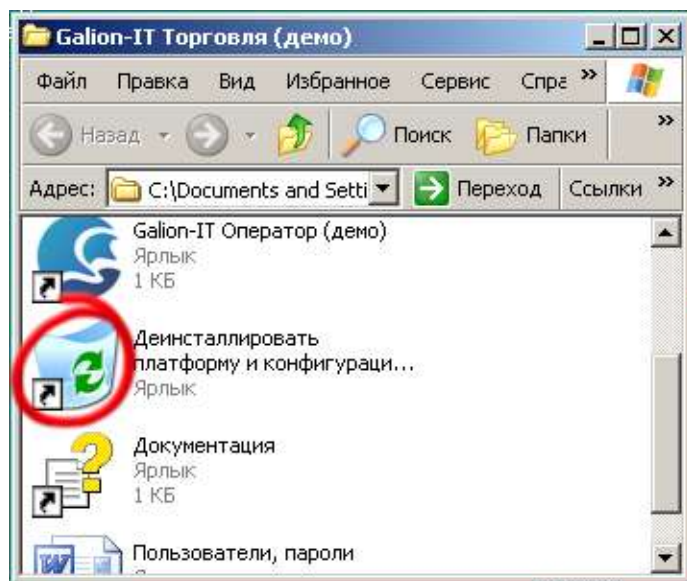 Galion-IT Торговля (демо)
Файл Правка Вид Избранное Сервис Спра »
Назад Поиск Папки »
Адрес: C:\Documents and Setti Переход Ссылки »
Galion-IT Оператор (демо)
Ярлык
1 КБ
Деинсталлировать
платформу и конфигураци...
Ярлык
Документация
Ярлык
1 КБ
Пользователи, пароли